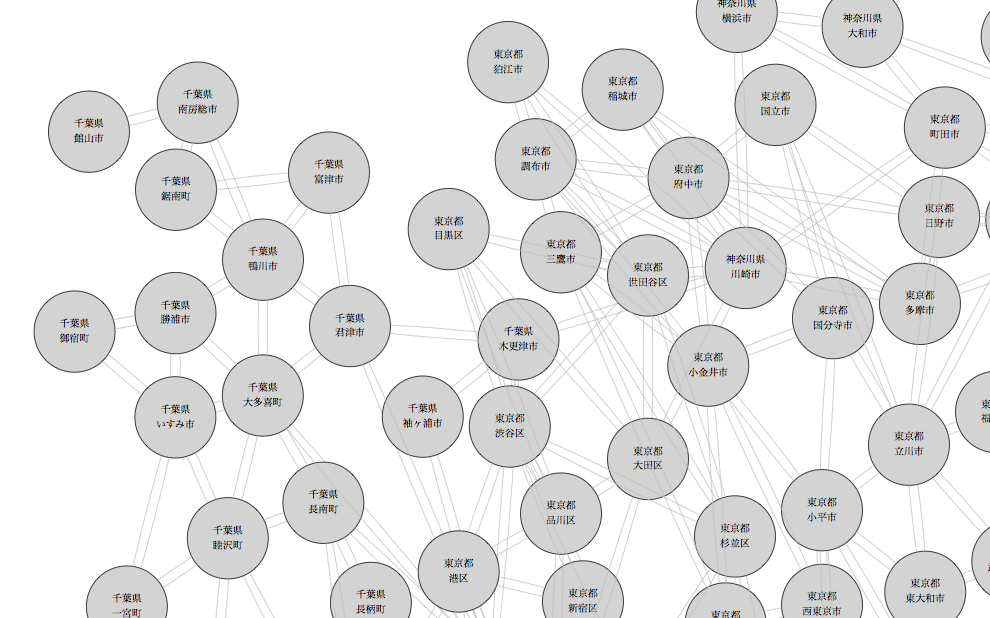 神奈川県
横浜市
神奈川県
大和市
東京都
狛江市
東京都
稲城市
千葉県
南房総市
東京都
国立市
千葉県
館山市
東京都
町田市
東京都
調布市
千葉県
富津市
東京都
府中市
千葉県
鋸南町
東京都
日野市
東京都
目黒区
東京都
三鷹市
千葉県
鴨川市
神奈川県
川崎市
東京都
世田谷区
東京都
多摩市
千葉県
勝浦市
東京都
国分寺市
千葉県
君津市
千葉県
御宿町
千葉県
木更津市
東京都
小金井市
千葉県
大多喜町
千葉県
いすみ市
千葉県
袖ヶ浦市
東京都
渋谷区
東京都
立川市
東京都
大田区
千葉県
長南町
東京都
小平市
東京都
品川区
千葉県
睦沢町
東京都
杉並区
東京都
港区
東京都
東大和市
千葉県
長柄町
東京都
新宿区
東京都
西東京市
千葉県
一宮町
東京都